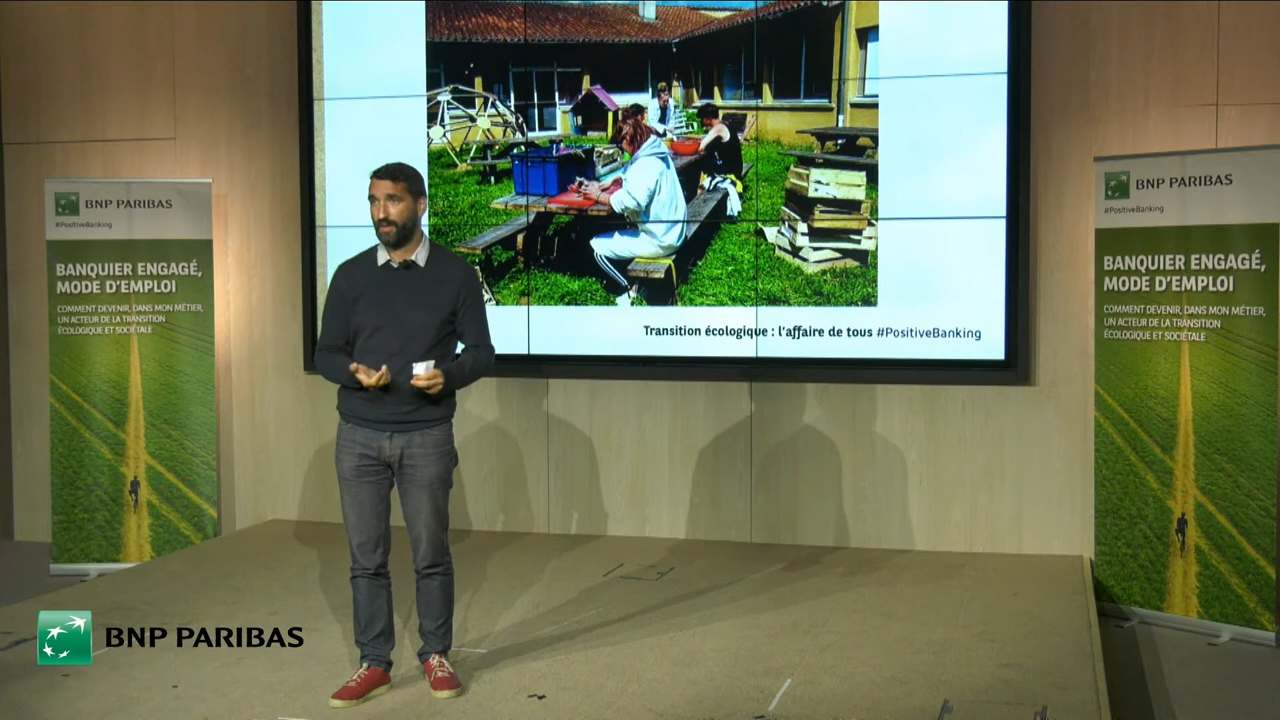 BNP PARIBAS
#PositiveBanking
BANQUIER ENGAGÉ,
MODE D'EMPLOI
COMMENT DEVENIR, DANS MON MÉTIER,
UN ACTEUR DE LA TRANSITION
ÉCOLOGIQUE ET SOCIÉTALE
Transition écologique : l'affaire de tous #PositiveBanking
BNP PARIBAS
#PositiveBanking
BANQUIER ENGAGÉ,
MODE D'EMPLOI
COMMENT DEVENIR, DANS MON MÉTIER,
UN ACTEUR DE LA TRANSITION
ÉCOLOGIQUE ET SOCIÉTALE
BNP PARIBAS